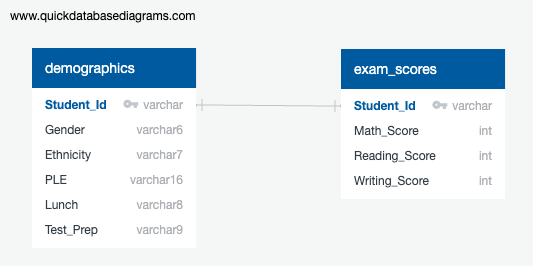 www.quickdatabasediagrams.com
demographics
Student_Id varchar
Gender varchar6
Ethnicity varchar7
PLE varchar16
Lunch varchar8
Test_Prep varchar9
exam_scores
Student_Id varchar
Math_Score int
Reading_Score int
Writing_Score int